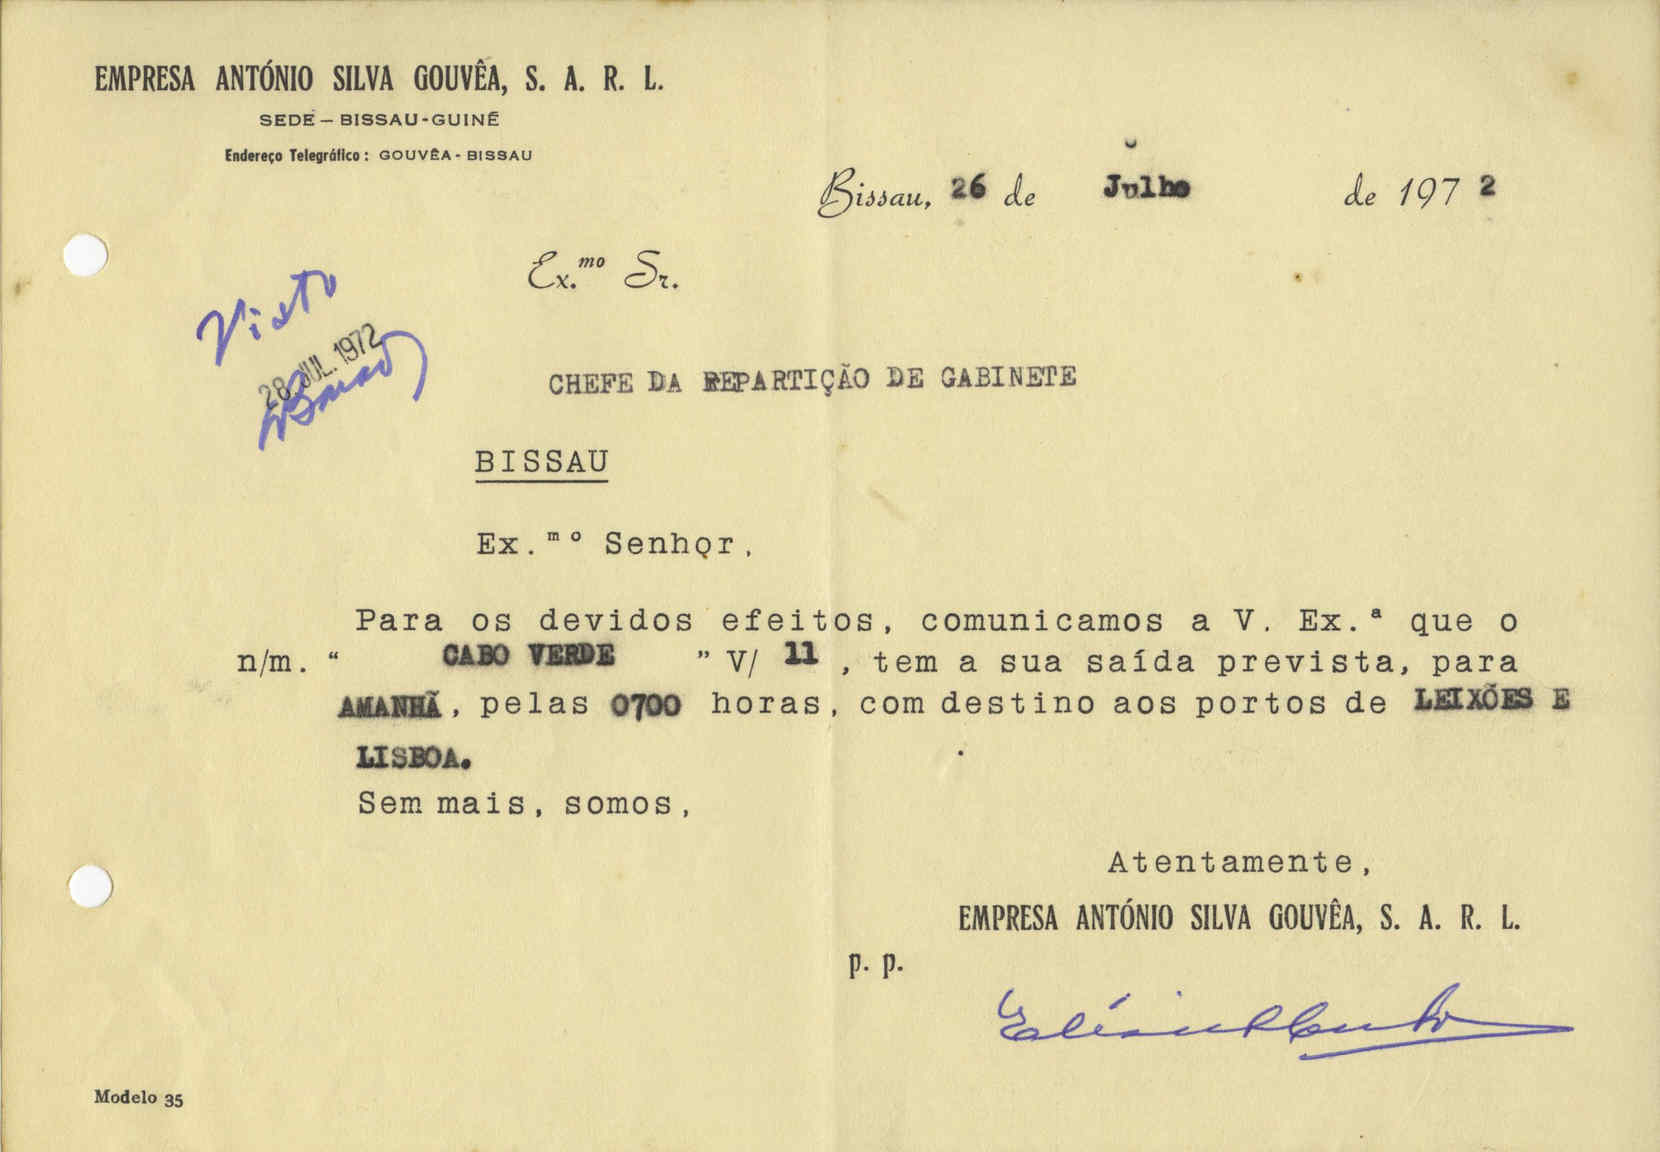 EMPRESA ANTÓNIO SILVA GOUVÊA, S. A. R. L.
SEDE – BISSAU-GUINÉ
Endereço Telegráfico: GOUVÊA - BISSAU
Bissau, 26 de Julho de 1972
Ex.mo Sr.
Visto
28. JUL. 1972
CHEFE DA REPARTIÇÃO DE GABINETE
BISSAU
Ex.mo Senhor,
Para os devidos efeitos, comunicamos a V. Ex.ª que o
n/m. “ CABO VERDE ” V/ 11 , tem a sua saída prevista, para
AMANHÃ, pelas 0700 horas, com destino aos portos de LEIXÕES E
LISBOA.
Sem mais, somos,
Atentamente,
EMPRESA ANTÓNIO SILVA GOUVÊA, S. A. R. L.
p. p.
Modelo 35